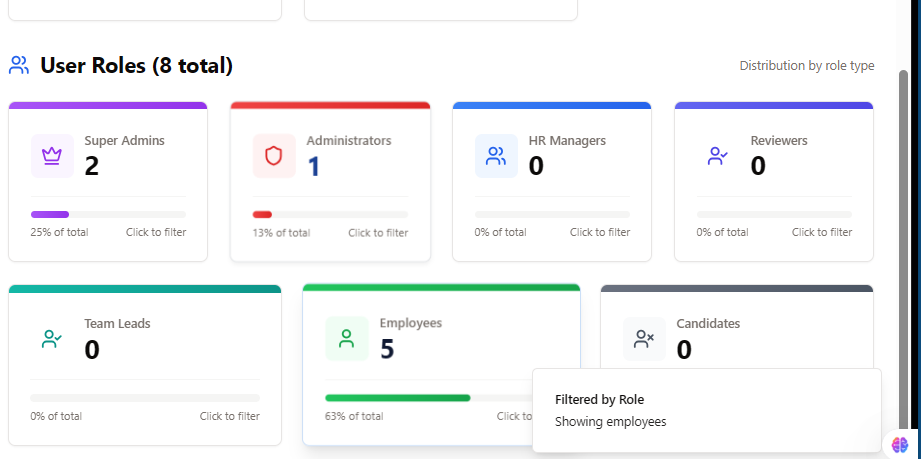 User Roles (8 total)
Distribution by role type
Super Admins
2
25% of total
Click to filter
Administrators
1
13% of total
Click to filter
HR Managers
0
0% of total
Click to filter
Reviewers
0
0% of total
Click to filter
Team Leads
0
0% of total
Click to filter
Employees
5
63% of total
Click to
Candidates
0
Filtered by Role
Showing employees